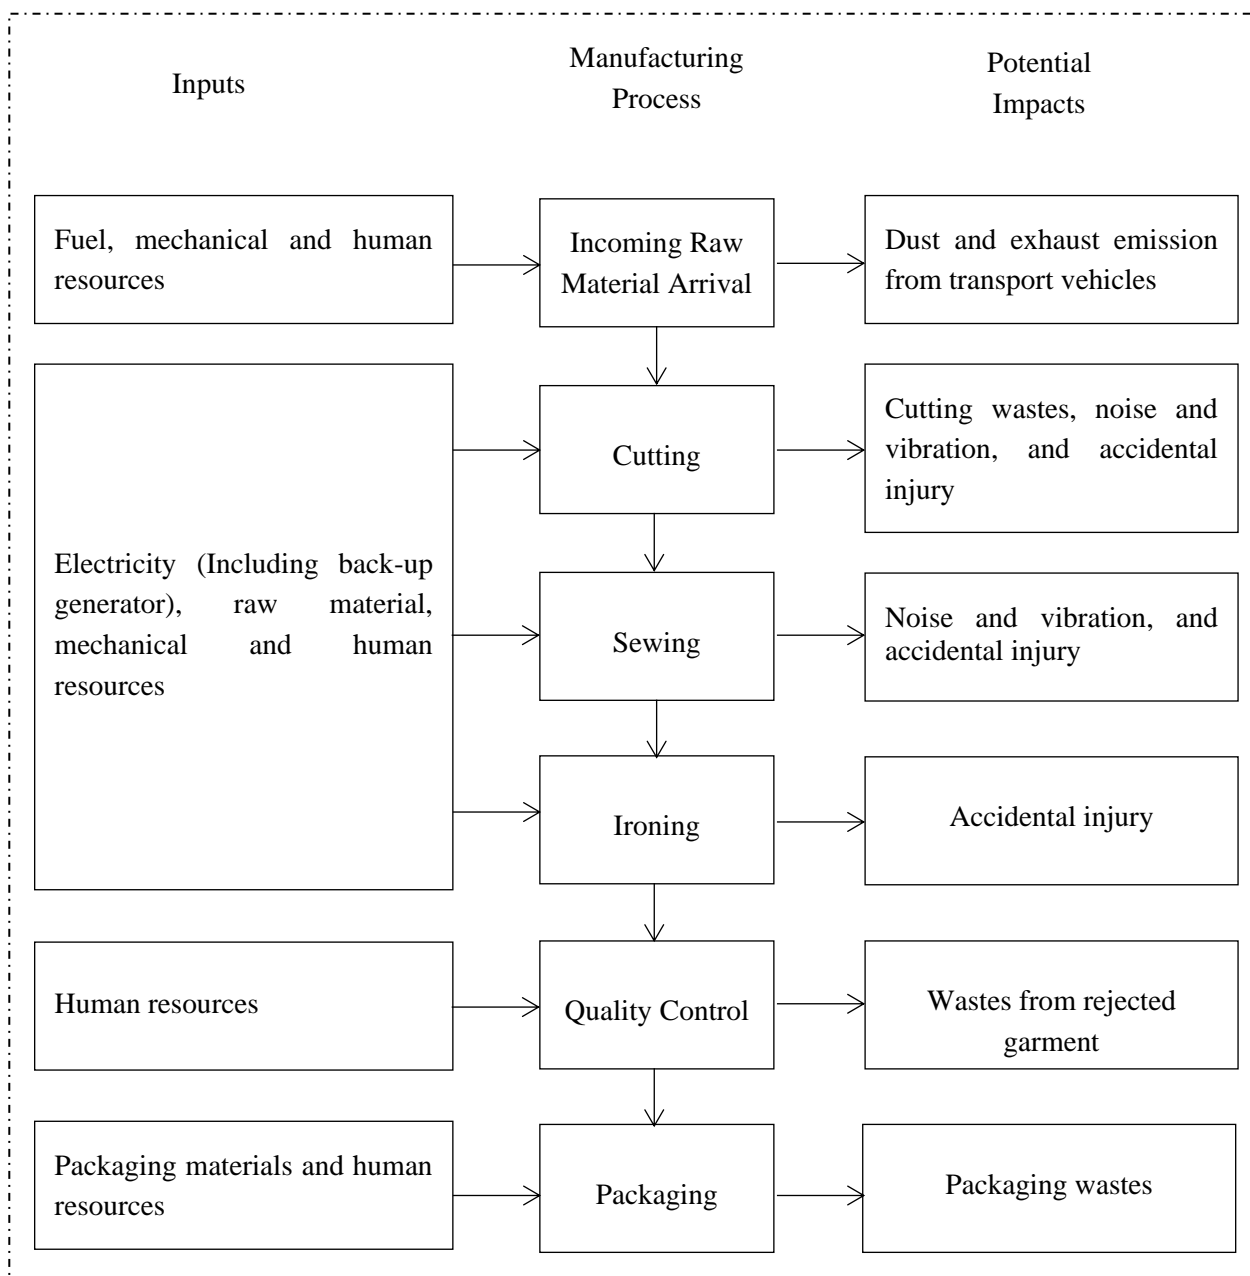 Inputs
Manufacturing
Process
Potential
Impacts
Fuel, mechanical and human
resources
Incoming Raw
Material Arrival
Dust and exhaust emission
from transport vehicles
Electricity (Including back-up
generator), raw material,
mechanical and human
resources
Cutting
Cutting wastes, noise and
vibration, and accidental
injury
Sewing
Noise and vibration, and
accidental injury
Ironing
Accidental injury
Human resources
Quality Control
Wastes from rejected
garment
Packaging materials and human
resources
Packaging
Packaging wastes